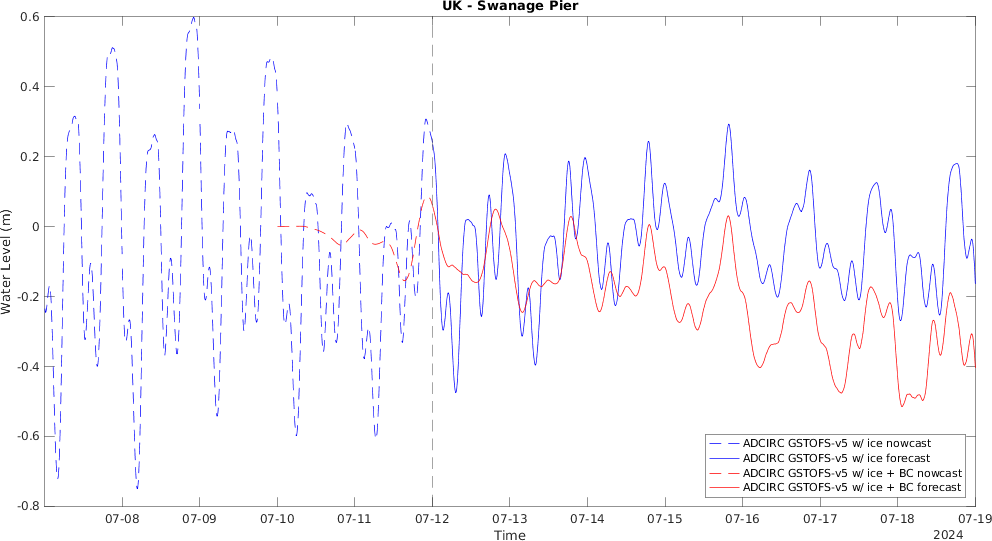 UK - Swanage Pier
0.6
0.4
0.2
0
-0.2
-0.4
-0.6
-0.8
Water Level (m)
07-08 07-09 07-10 07-11 07-12 07-13 07-14 07-15 07-16 07-17 07-18 07-19
Time
2024
ADCIRC GSTOFS-v5 w/ ice nowcast
ADCIRC GSTOFS-v5 w/ ice forecast
ADCIRC GSTOFS-v5 w/ ice + BC nowcast
ADCIRC GSTOFS-v5 w/ ice + BC forecast